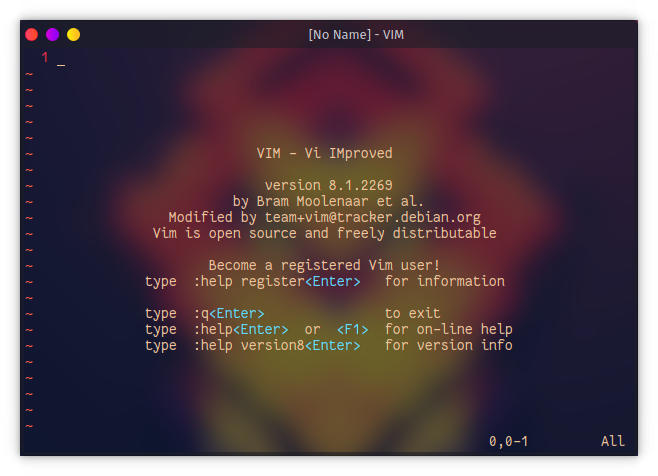 [No Name] - VIM
1
~
~
~
~
~
~ VIM - Vi IMproved
~
~ version 8.1.2269
~ by Bram Moolenaar et al.
~ Modified by team+vim@tracker.debian.org
~ Vim is open source and freely distributable
~
~ Become a registered Vim user!
~ type :help register<Enter> for information
~
~ type :q<Enter> to exit
~ type :help<Enter> or <F1> for on-line help
~ type :help version8<Enter> for version info
~
~
~
~
~
0,0-1 All